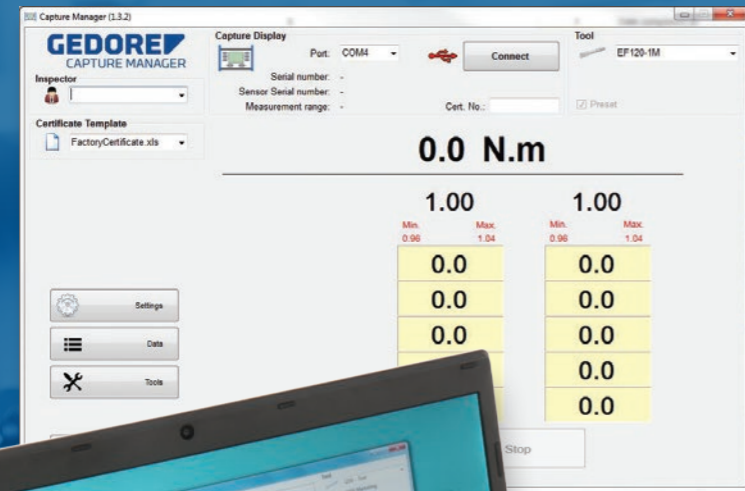 Capture Manager (1.3.2)
GEDORE
CAPTURE MANAGER
Inspector
Certificate Template
FactoryCertificate.xls
Capture Display
Port: COM4
Connect
Serial number: -
Sensor Serial number: -
Measurement range: -
Cert. No.:
Tool
EF120-1M
Preset
0.0 N.m
1.00 1.00
Min. Max. Min. Max.
0.96 1.04 0.96 1.04
0.0 0.0
0.0 0.0
0.0 0.0
0.0
0.0
Settings
Data
Tools
Stop